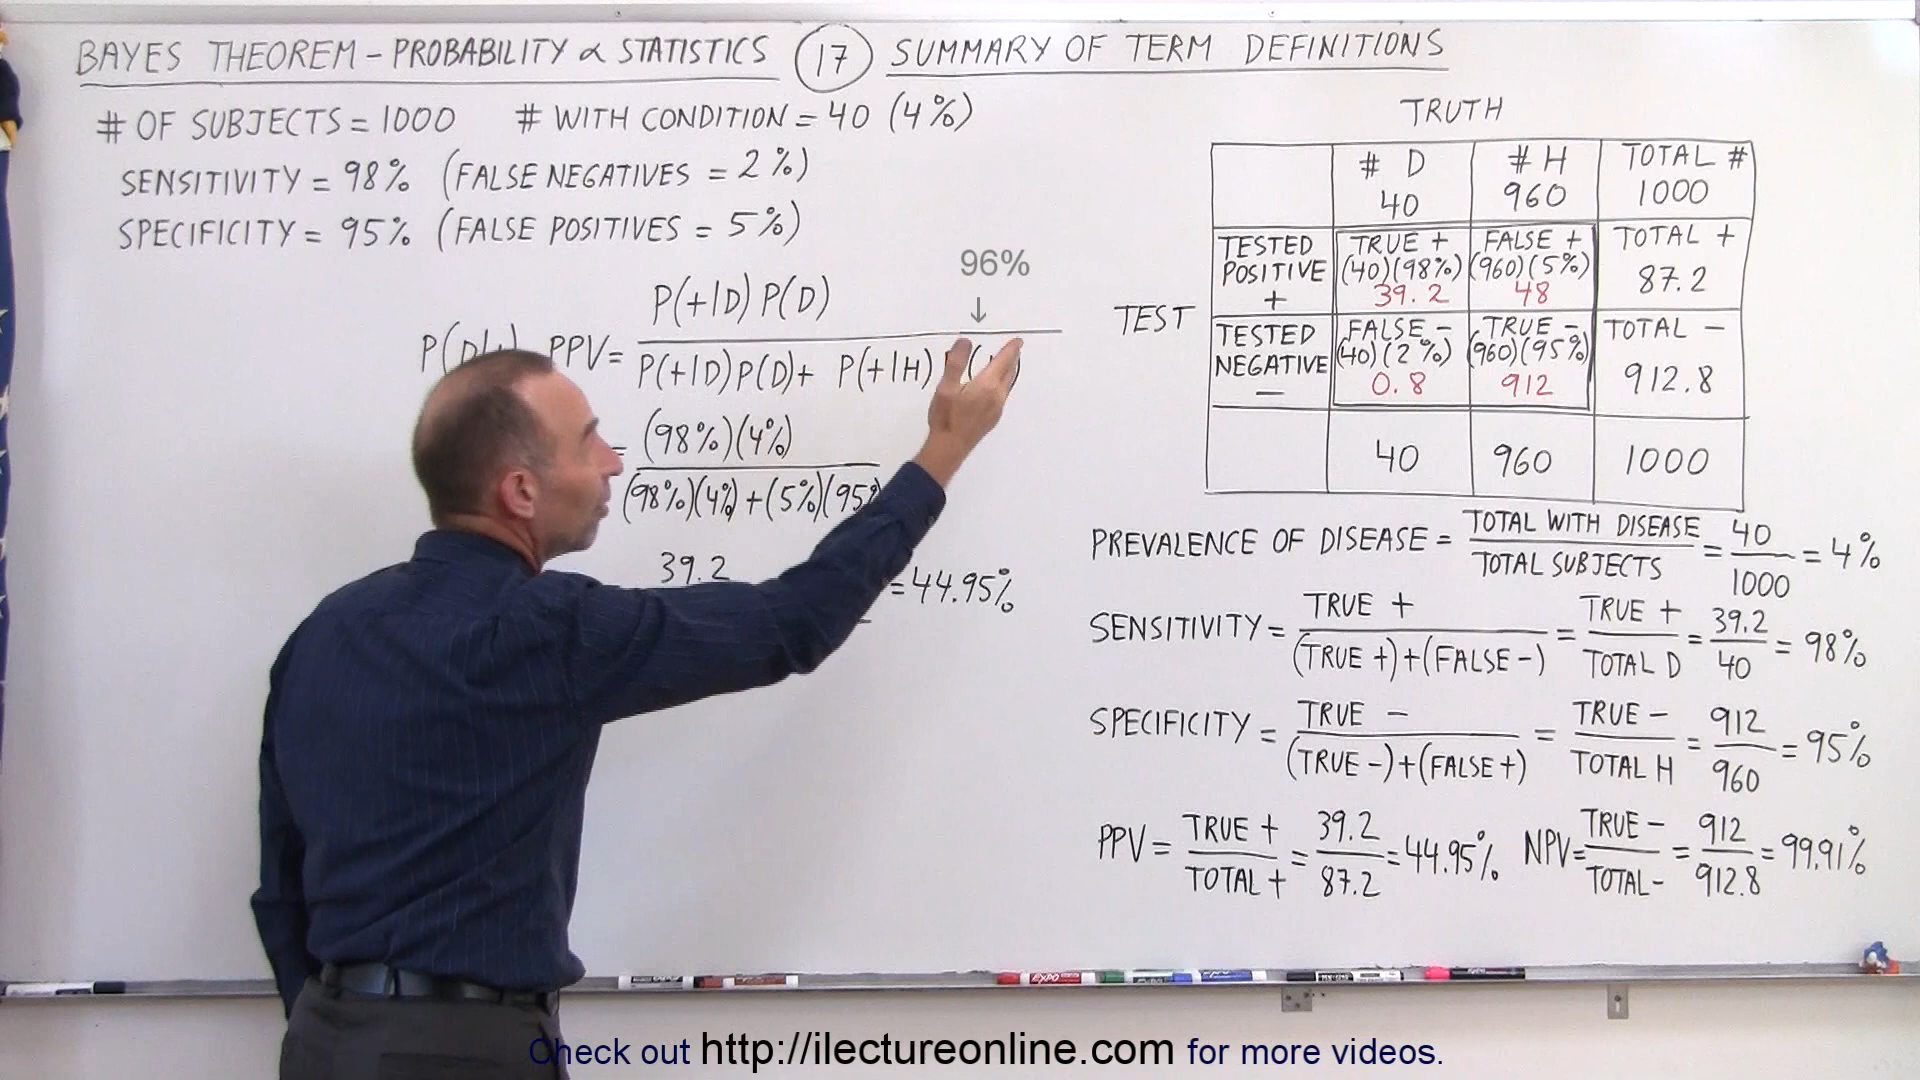 BAYES THEOREM - PROBABILITY & STATISTICS 17 SUMMARY OF TERM DEFINITIONS
# OF SUBJECTS = 1000 # WITH CONDITION = 40 (4%)
SENSITIVITY = 98% (FALSE NEGATIVES = 2%)
SPECIFICITY = 95% (FALSE POSITIVES = 5%)
96%
↓
PPV = P(+|D) P(D)
P(+|D) P(D) + P(+|H)
= (98%)(4%)
(98%)(4%) + (5%)(95%
39.2
= 44.95%
TRUTH
# D # H TOTAL #
40 960 1000
TEST
TESTED POSITIVE + TRUE + (40)(98%) 39.2 FALSE + (960)(5%) 48 TOTAL + 87.2
TESTED NEGATIVE — FALSE - (40)(2%) 0.8 TRUE - (960)(95%) 912 TOTAL - 912.8
40 960 1000
PREVALENCE OF DISEASE = TOTAL WITH DISEASE / TOTAL SUBJECTS = 40 / 1000 = 4%
SENSITIVITY = TRUE + / (TRUE +) + (FALSE -) = TRUE + / TOTAL D = 39.2 / 40 = 98%
SPECIFICITY = TRUE - / (TRUE -) + (FALSE +) = TRUE - / TOTAL H = 912 / 960 = 95%
PPV = TRUE + / TOTAL + = 39.2 / 87.2 = 44.95% NPV = TRUE - / TOTAL - = 912 / 912.8 = 99.91%
EXPO
Check out http://ilectureonline.com for more videos.